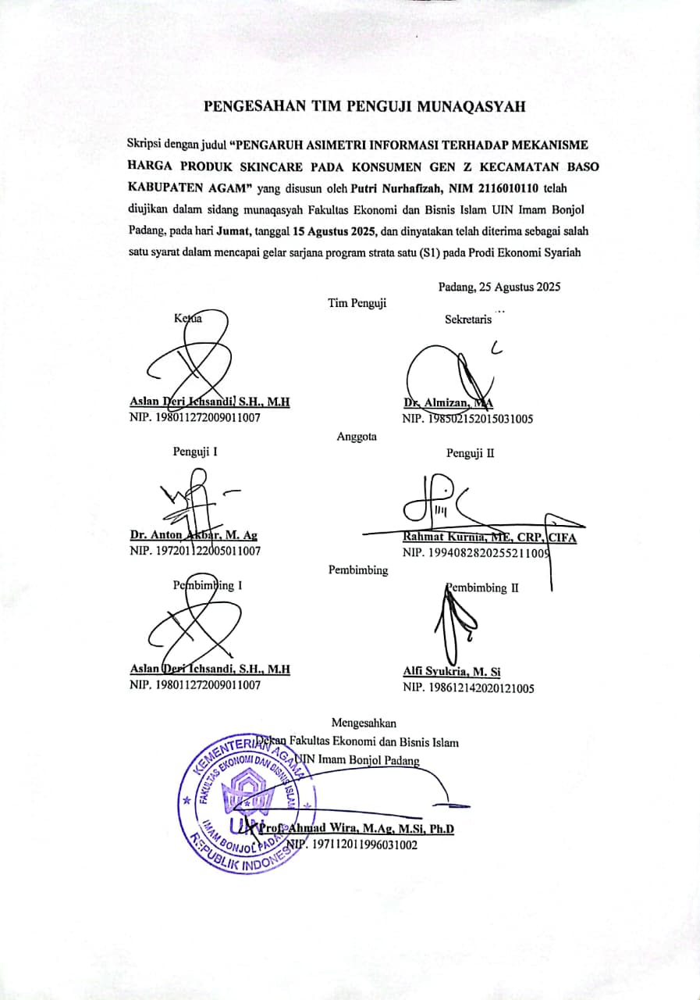 PENGESAHAN TIM PENGUJI MUNAQASYAH
Skripsi dengan judul “PENGARUH ASIMETRI INFORMASI TERHADAP MEKANISME
HARGA PRODUK SKINCARE PADA KONSUMEN GEN Z KECAMATAN BASO
KABUPATEN AGAM” yang disusun oleh Putri Nurhafizah, NIM 2116010110 telah
diujikan dalam sidang munaqasyah Fakultas Ekonomi dan Bisnis Islam UIN Imam Bonjol
Padang, pada hari Jumat, tanggal 15 Agustus 2025, dan dinyatakan telah diterima sebagai salah
satu syarat dalam mencapai gelar sarjana program strata satu (S1) pada Prodi Ekonomi Syariah
Padang, 25 Agustus 2025
Tim Penguji
Ketua
Sekretaris
Aslan Deri Ichsandi, S.H., M.H
NIP. 198011272009011007
Dr. Almizan, MA
NIP. 198502152015031005
Anggota
Penguji I
Penguji II
Dr. Anton Akbar, M. Ag
NIP. 197201122005011007
Rahmat Kurnia, ME, CRP, CIFA
NIP. 1994082820255211009
Pembimbing
Pembimbing I
Pembimbing II
Aslan Deri Ichsandi, S.H., M.H
NIP. 198011272009011007
Alfi Syukria, M. Si
NIP. 198612142020121005
Mengesahkan
Dekan Fakultas Ekonomi dan Bisnis Islam
UIN Imam Bonjol Padang
Prof. Ahmad Wira, M.Ag, M.Si, Ph.D
NIP. 197112011996031002
KEMENTERIAN AGAMA
FAKULTAS EKONOMI DAN BISNIS ISLAM
UIN
IMAM BONJOL PADANG
REPUBLIK INDONESIA